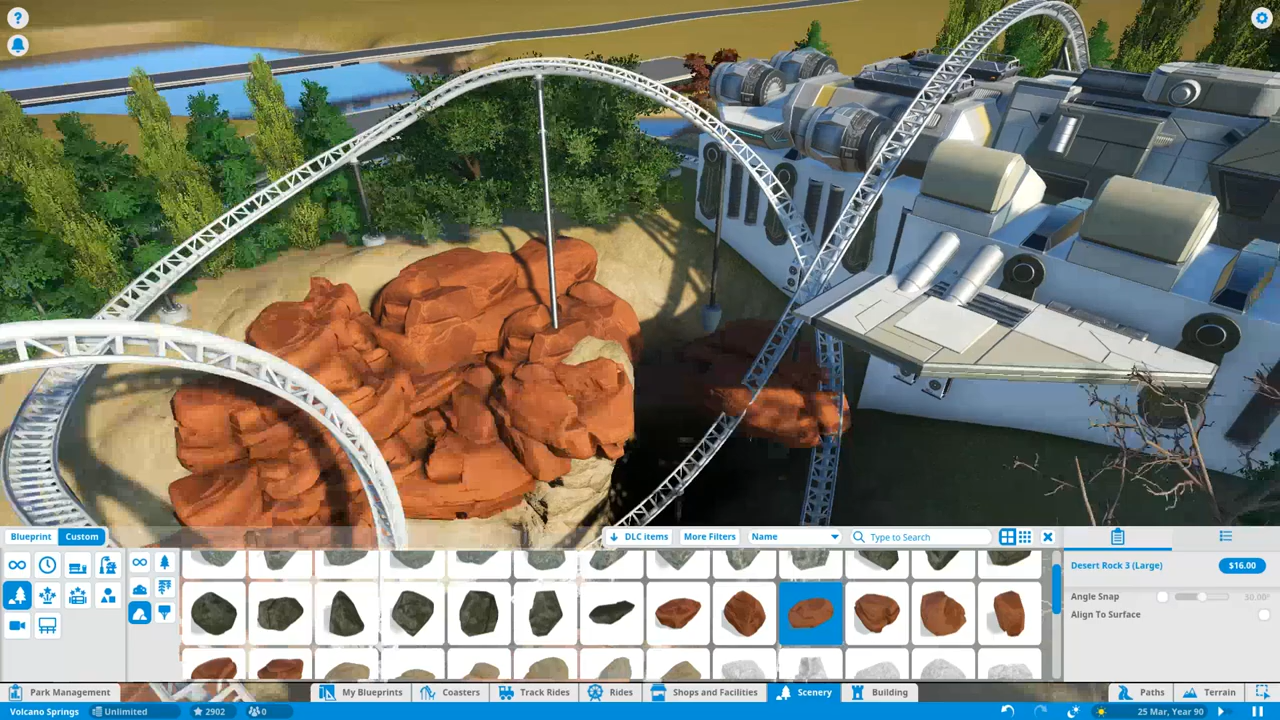 ?
Blueprint Custom DLC items More Filters Name Type to Search
Desert Rock 3 (Large) $16.00
Angle Snap 30.00°
Align To Surface
Park Management My Blueprints Coasters Track Rides Rides Shops and Facilities Scenery Building Paths Terrain
Volcano Springs Unlimited 2902 0 25 Mar, Year 90